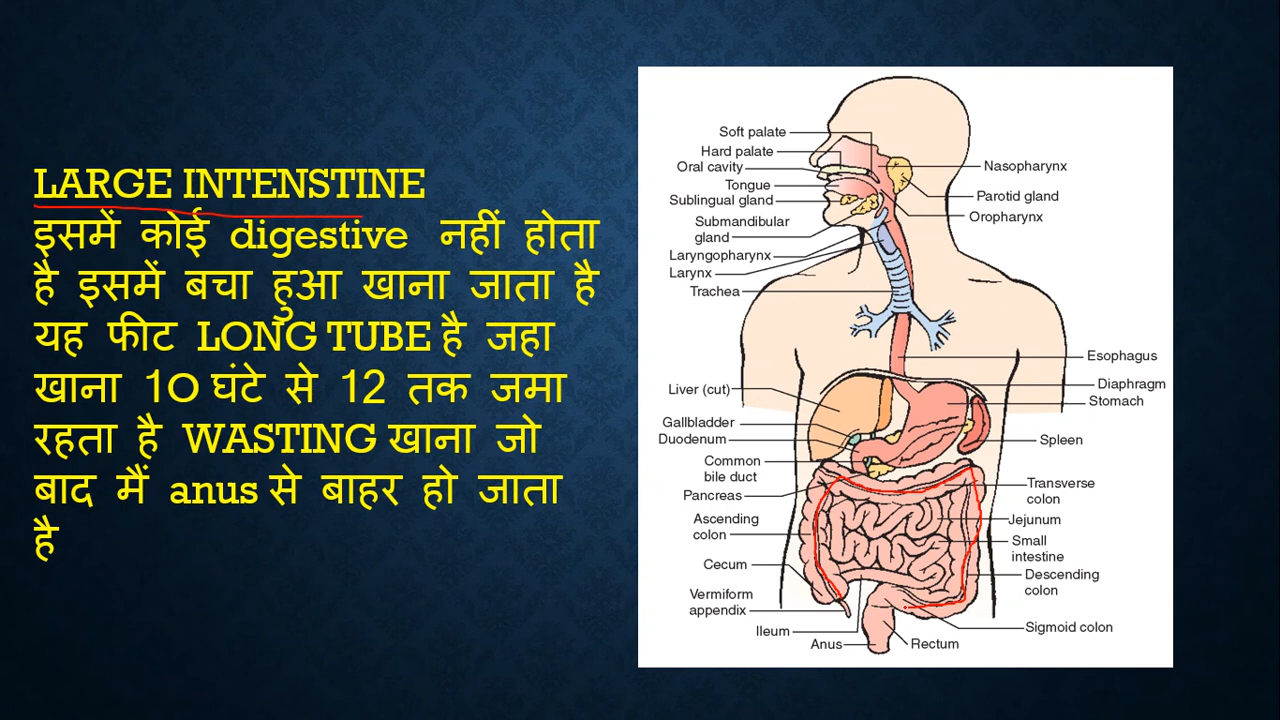 LARGE INTENSTINE
इसमें कोई digestive नहीं होता
है इसमें बचा हुआ खाना जाता है
यह फीट LONG TUBE है जहा
खाना 10 घंटे से 12 तक जमा
रहता है WASTING खाना जो
बाद मैं anus से बाहर हो जाता
है
Soft palate
Hard palate
Oral cavity
Tongue
Sublingual gland
Submandibular
gland
Laryngopharynx
Larynx
Trachea
Liver (cut)
Gallbladder
Duodenum
Common
bile duct
Pancreas
Ascending
colon
Cecum
Vermiform
appendix
Ileum
Anus
Nasopharynx
Parotid gland
Oropharynx
Esophagus
Diaphragm
Stomach
Spleen
Transverse
colon
Jejunum
Small
intestine
Descending
colon
Sigmoid colon
Rectum